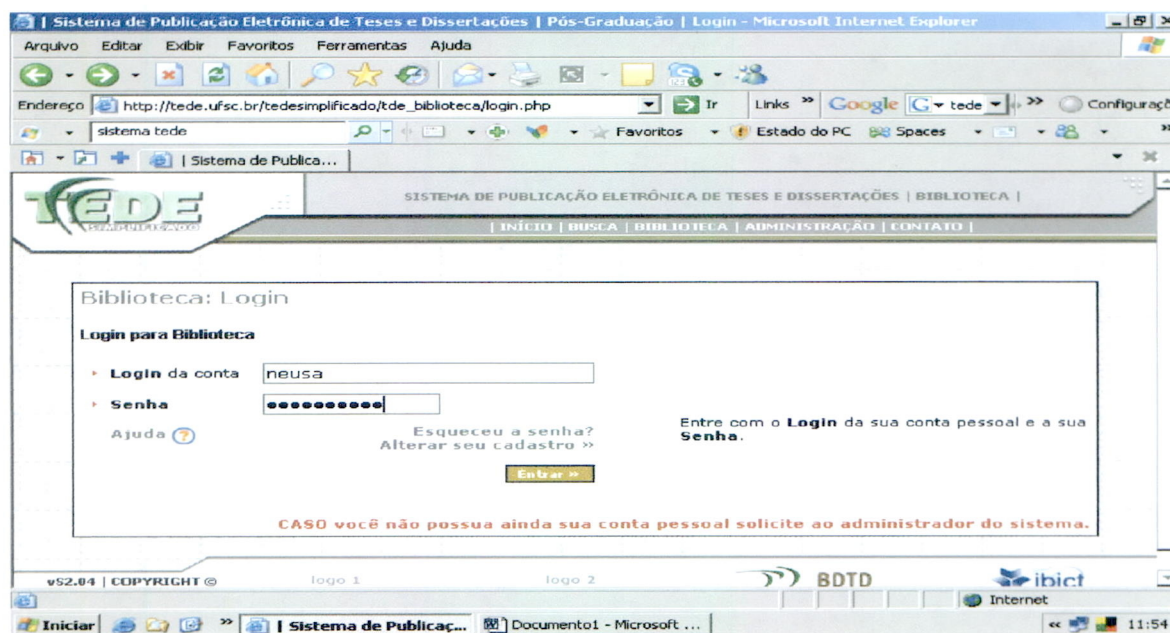 | Sistema de Publicação Eletrônica de Teses e Dissertações | Pós-Graduação | Login - Microsoft Internet Explorer
Arquivo Editar Exibir Favoritos Ferramentas Ajuda
Endereço http://tede.ufsc.br/tedesimplificado/tde_biblioteca/login.php Ir Links » Google G tede » Configuraçõ
sistema tede Favoritos Estado do PC Spaces »
| Sistema de Publica...
TEDE
SIMPLIFICADO
SISTEMA DE PUBLICAÇÃO ELETRÔNICA DE TESES E DISSERTAÇÕES | BIBLIOTECA |
| INÍCIO | BUSCA | BIBLIOTECA | ADMINISTRAÇÃO | CONTATO |
Biblioteca: Login
Login para Biblioteca
Login da conta neusa
Senha ●●●●●●●●●●
Ajuda ?
Esqueceu a senha?
Alterar seu cadastro »
Entre com o Login da sua conta pessoal e a sua
Senha.
Entrar »
CASO você não possua ainda sua conta pessoal solicite ao administrador do sistema.
vS2.04 | COPYRIGHT © logo 1 logo 2 BDTD ibict
Internet
Iniciar » | Sistema de Publicaç... Documento1 - Microsoft ... « 11:54